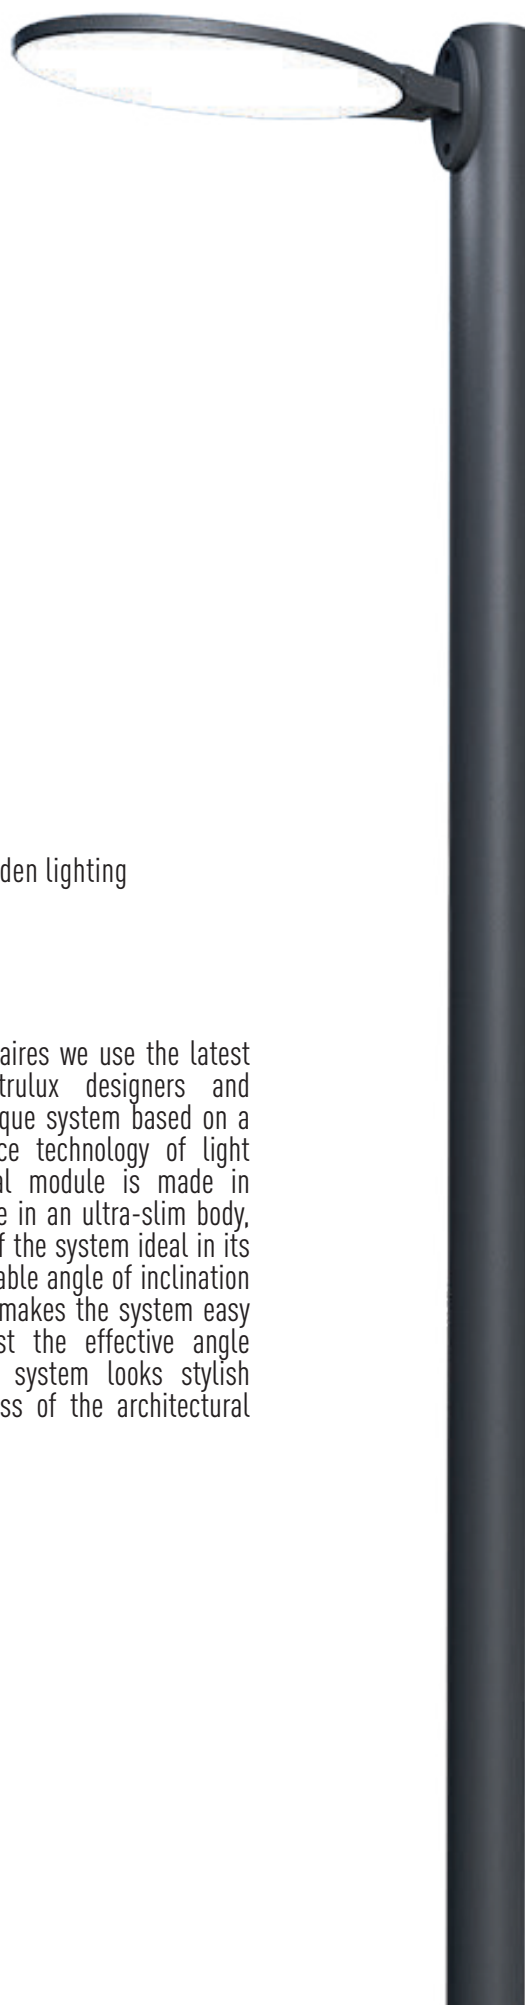 den lighting
aires we use the latest
trulux designers and
que system based on a
ce technology of light
al module is made in
e in an ultra-slim body,
f the system ideal in its
able angle of inclination
makes the system easy
st the effective angle
system looks stylish
ss of the architectural